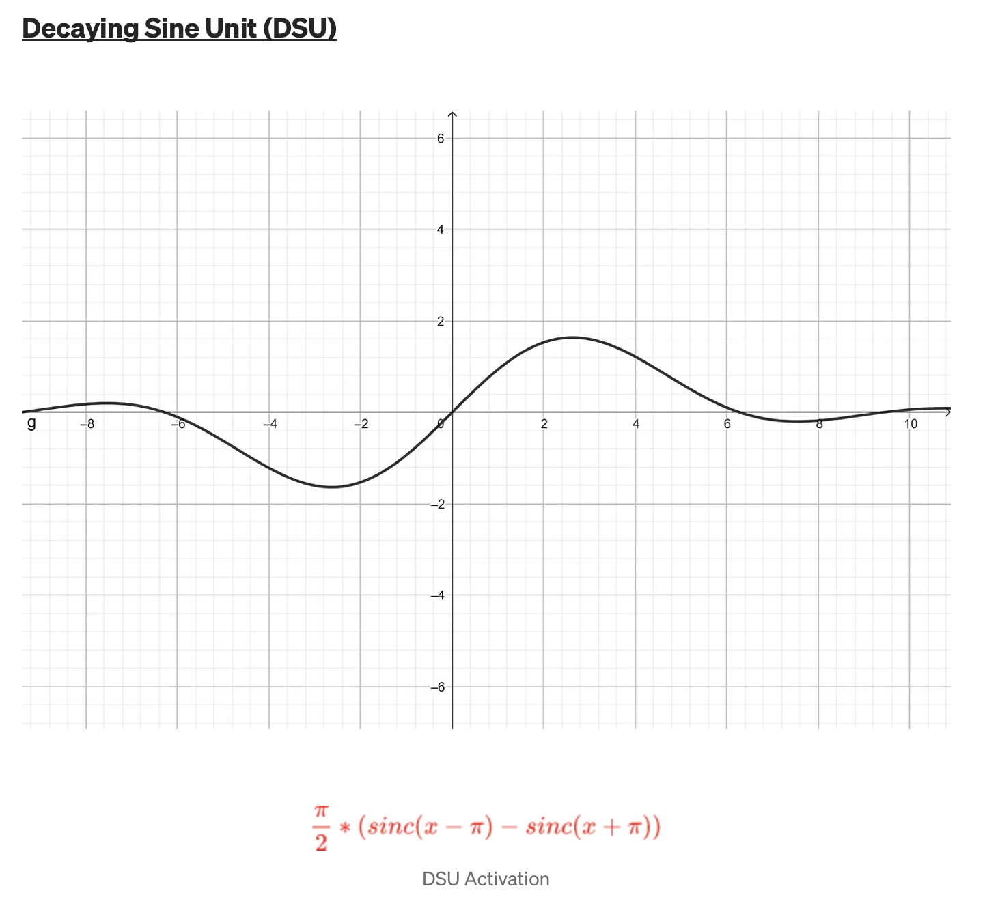 Decaying Sine Unit (DSU)
6
4
2
g −8 −6 −4 −2 0 2 4 6 8 10
−2
−4
−6
π/2 ∗ (sinc(x − π) − sinc(x + π))
DSU Activation